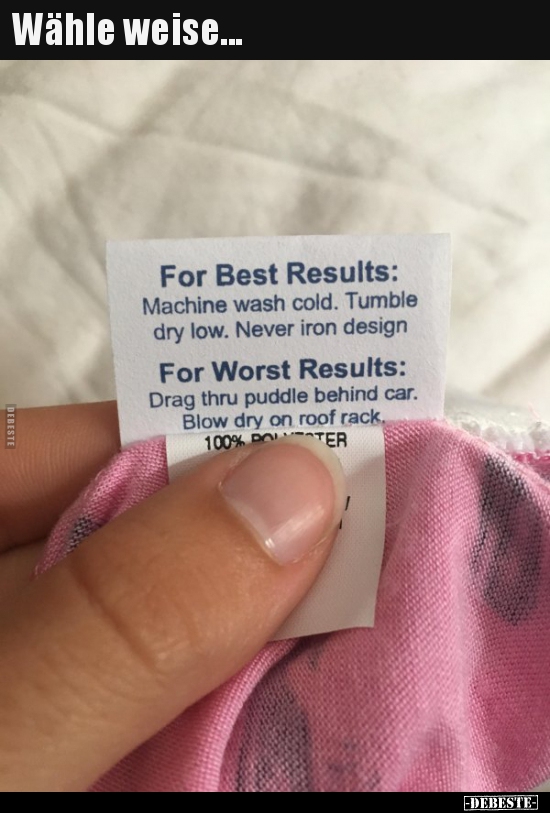 Wähle weise...
For Best Results:
Machine wash cold. Tumble
dry low. Never iron design
For Worst Results:
Drag thru puddle behind car.
Blow dry on roof rack.
100%
DEBESTE
-DEBESTE-